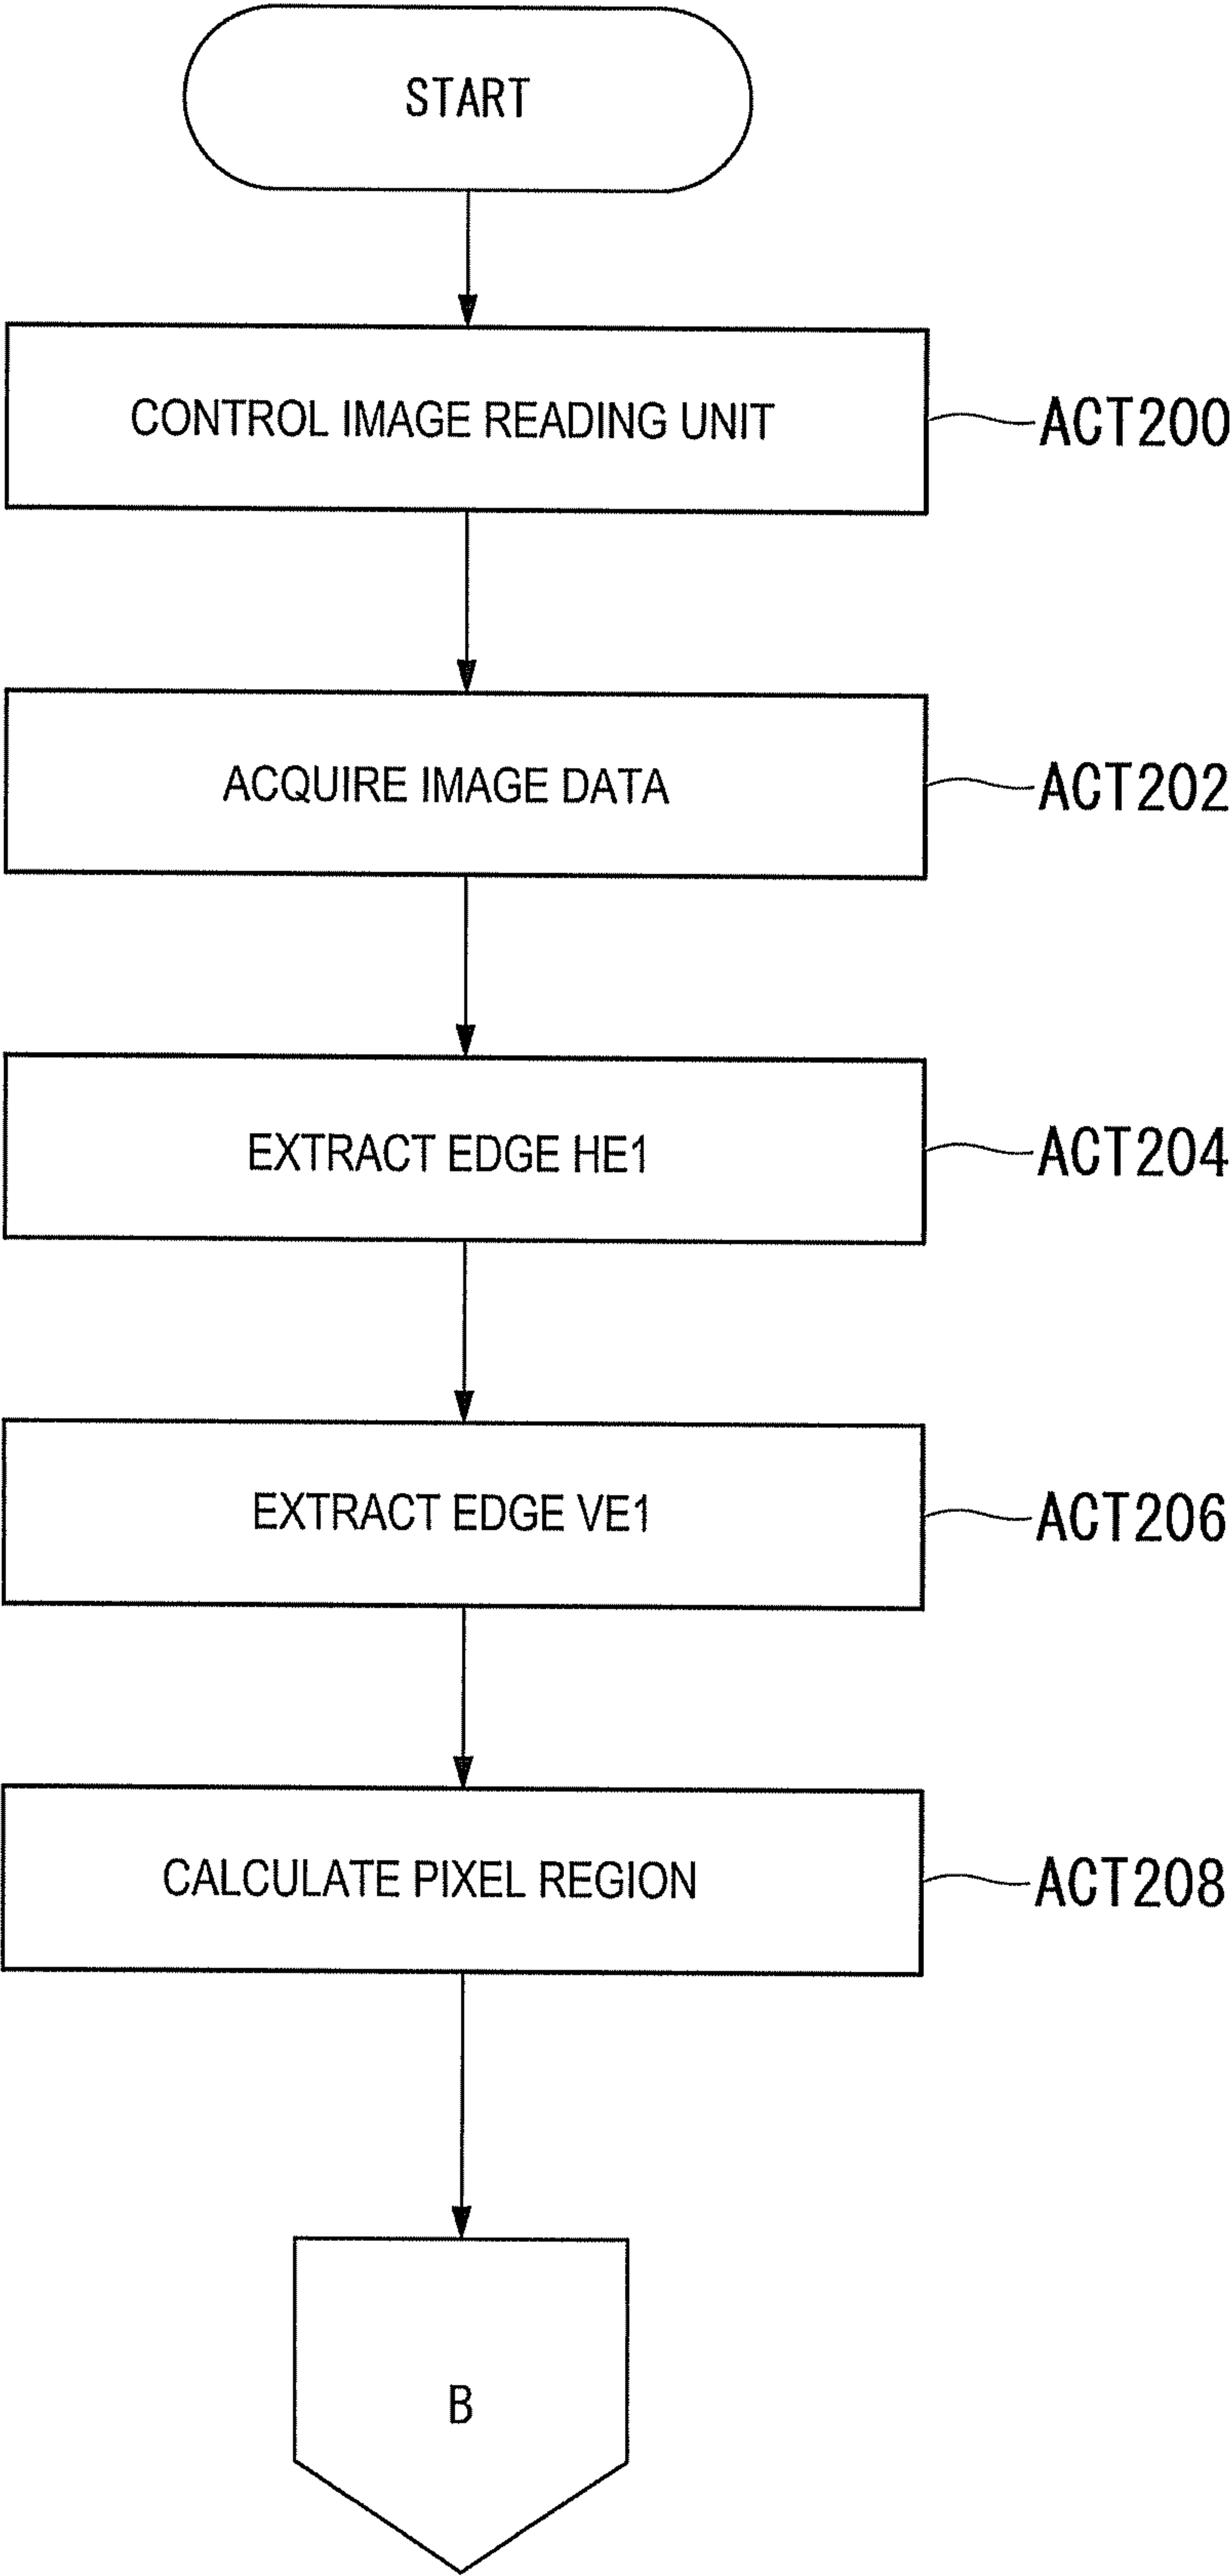 START
CONTROL IMAGE READING UNIT
ACT200
ACQUIRE IMAGE DATA
ACT202
EXTRACT EDGE HE1
ACT204
EXTRACT EDGE VE1
ACT206
CALCULATE PIXEL REGION
ACT208
B